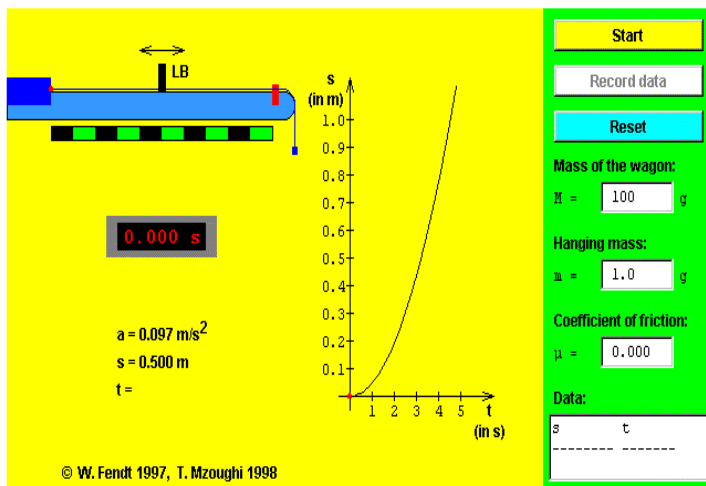 LB
s
(in m)
1.0
0.9
0.8
0.7
0.6
0.5
0.4
0.3
0.2
0.1
1 2 3 4 5 t
(in s)
0.000 s
a = 0.097 m/s²
s = 0.500 m
t =
© W. Fendt 1997, T. Mzoughi 1998
Start
Record data
Reset
Mass of the wagon:
M = 100 g
Hanging mass:
m = 1.0 g
Coefficient of friction:
μ = 0.000
Data:
s t
-------- -------